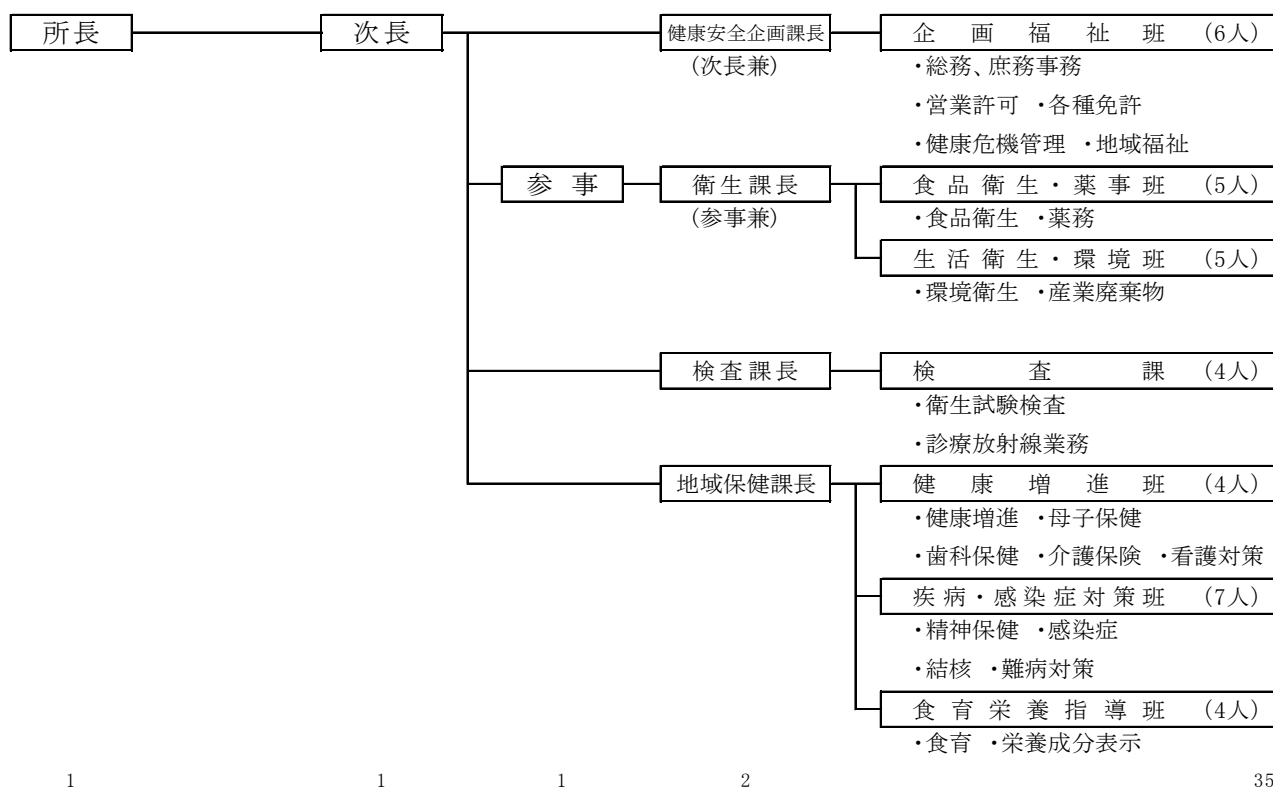 所長 次長 健康安全企画課長 企画福祉班 (6人)
(次長兼) ・総務、庶務事務
・営業許可 ・各種免許
・健康危機管理 ・地域福祉
参事 衛生課長 食品衛生・薬事班 (5人)
(参事兼) ・食品衛生 ・薬務
生活衛生・環境班 (5人)
・環境衛生 ・産業廃棄物
検査課長 検査課 (4人)
・衛生試験検査
・診療放射線業務
地域保健課長 健康増進班 (4人)
・健康増進 ・母子保健
・歯科保健 ・介護保険 ・看護対策
疾病・感染症対策班 (7人)
・精神保健 ・感染症
・結核 ・難病対策
食育栄養指導班 (4人)
・食育 ・栄養成分表示
1 1 1 2 35